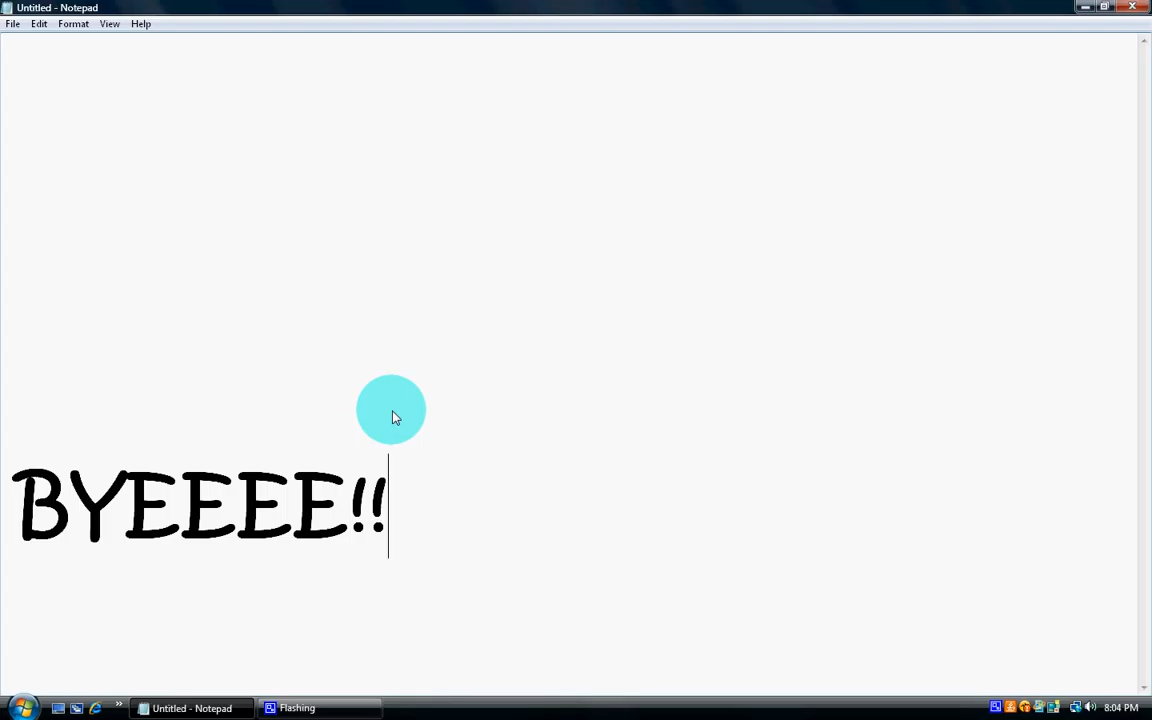 Untitled - Notepad
File Edit Format View Help
BYEEEE!!
Untitled - Notepad Flashing 8:04 PM